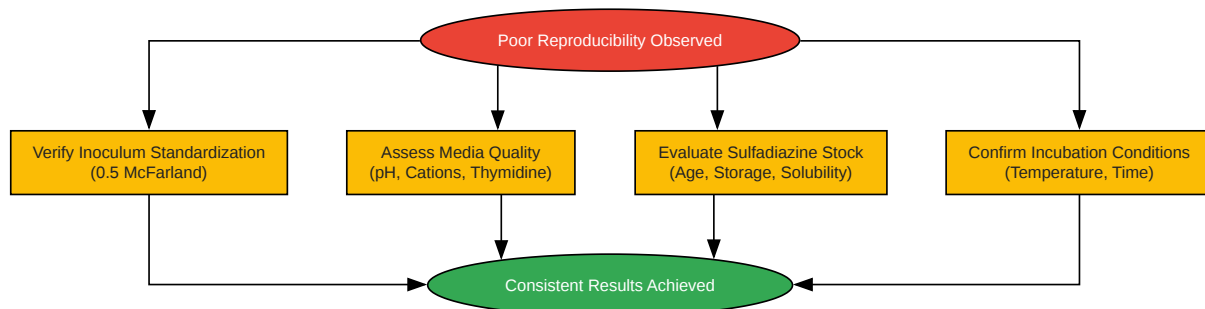 Poor Reproducibility Observed
Verify Inoculum Standardization
(0.5 McFarland)
Assess Media Quality
(pH, Cations, Thymidine)
Evaluate Sulfadiazine Stock
(Age, Storage, Solubility)
Confirm Incubation Conditions
(Temperature, Time)
Consistent Results Achieved